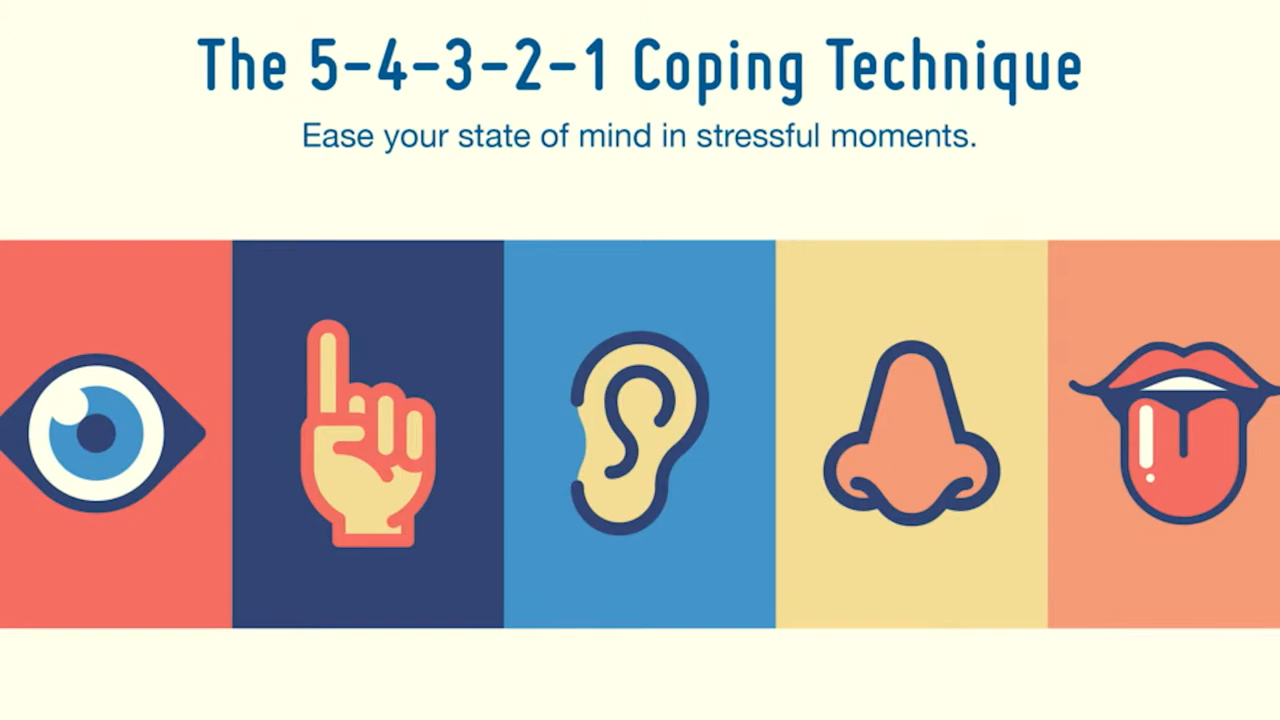 The 5-4-3-2-1 Coping Technique
Ease your state of mind in stressful moments.